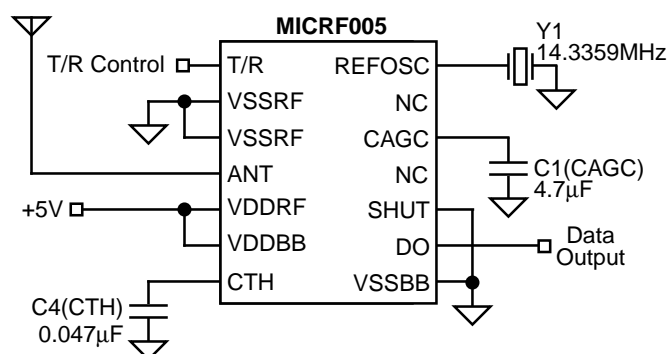 MICRF005
Y1
14.3359MHz
T/R Control
T/R
REFOSC
VSSRF
NC
VSSRF
CAGC
ANT
NC
C1(CAGC)
4.7µF
+5V
VDDRF
SHUT
VDDBB
DO
Data
Output
CTH
VSSBB
C4(CTH)
0.047µF